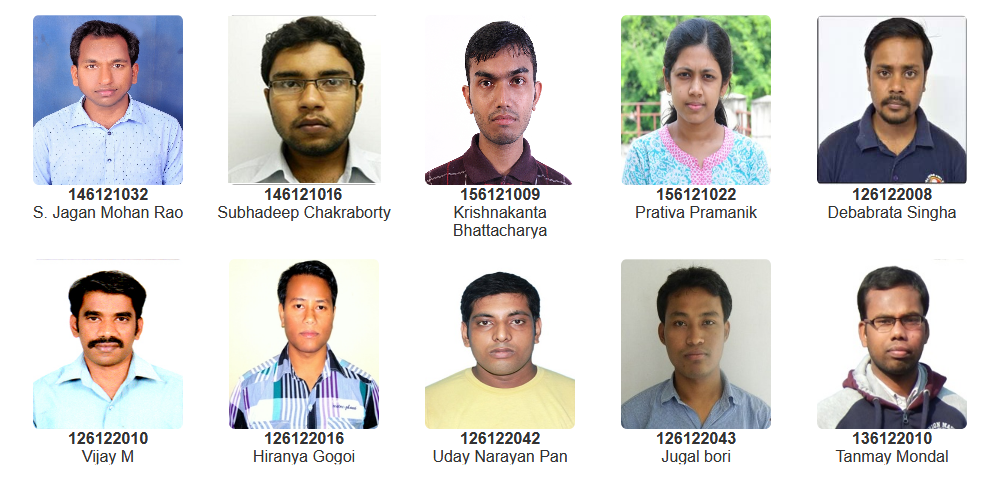 146121032
S. Jagan Mohan Rao
146121016
Subhadeep Chakraborty
156121009
Krishnakanta
Bhattacharya
156121022
Prativa Pramanik
126122008
Debabrata Singha
126122010
Vijay M
126122016
Hiranya Gogoi
126122042
Uday Narayan Pan
126122043
Jugal bori
136122010
Tanmay Mondal